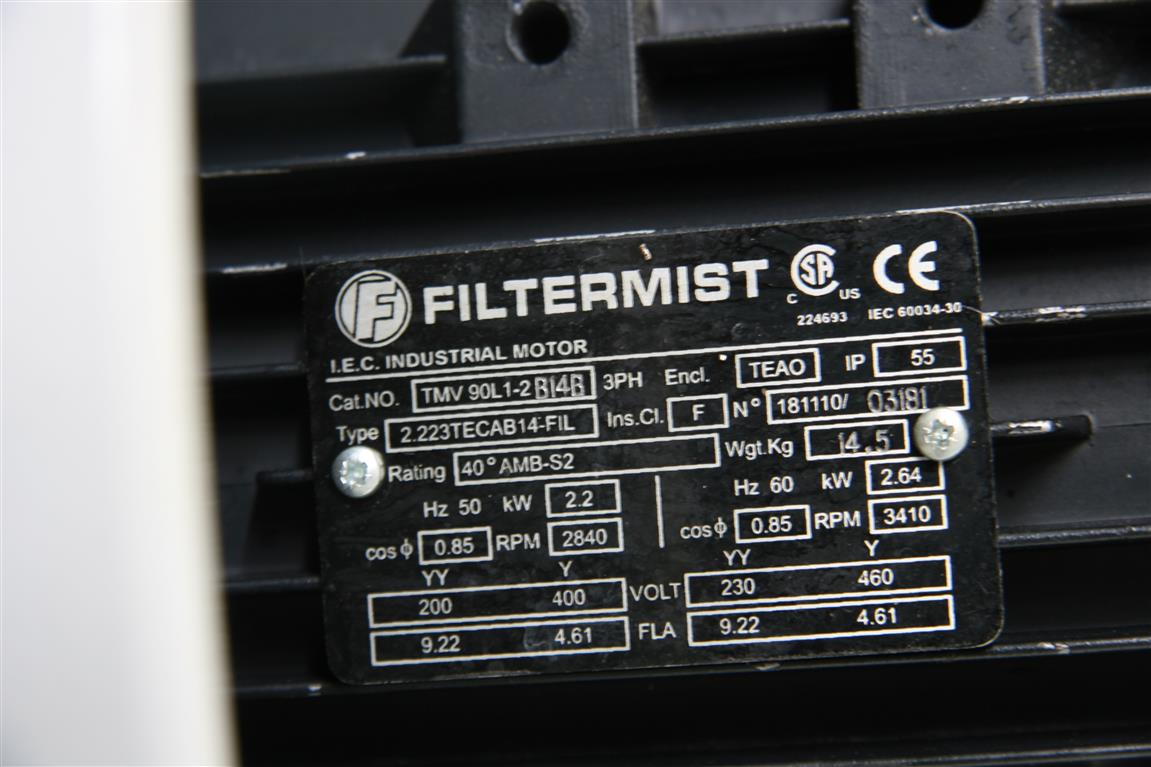 F FILTERMIST C SA US CE
224693 IEC 60034-30
I.E.C. INDUSTRIAL MOTOR
Cat.NO. TMV 90L1-2 B14B 3PH Encl. TEAO IP 55
Type 2.223TECAB14-FIL Ins.Cl. F N° 181110/ 03181
Rating 40° AMB-S2 Wgt.Kg 14.5
Hz 50 kW 2.2 Hz 60 kW 2.64
cos ϕ 0.85 RPM 2840 cos ϕ 0.85 RPM 3410
YY Y YY Y
200 400 VOLT 230 460
9.22 4.61 FLA 9.22 4.61